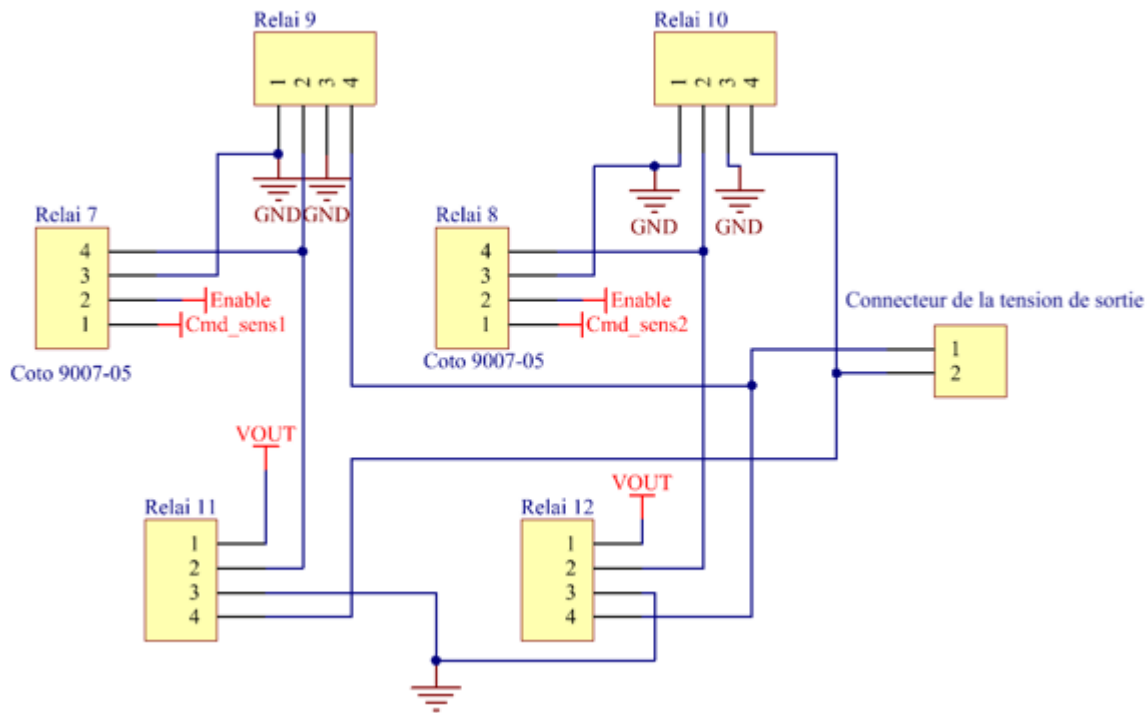 Relai 9
1 2 3 4
GND GND
Relai 10
1 2 3 4
GND GND
Relai 7
4
3
2 Enable
1 Cmd_sens1
Coto 9007-05
Relai 8
4
3
2 Enable
1 Cmd_sens2
Coto 9007-05
Connecteur de la tension de sortie
1
2
VOUT
Relai 11
1
2
3
4
VOUT
Relai 12
1
2
3
4